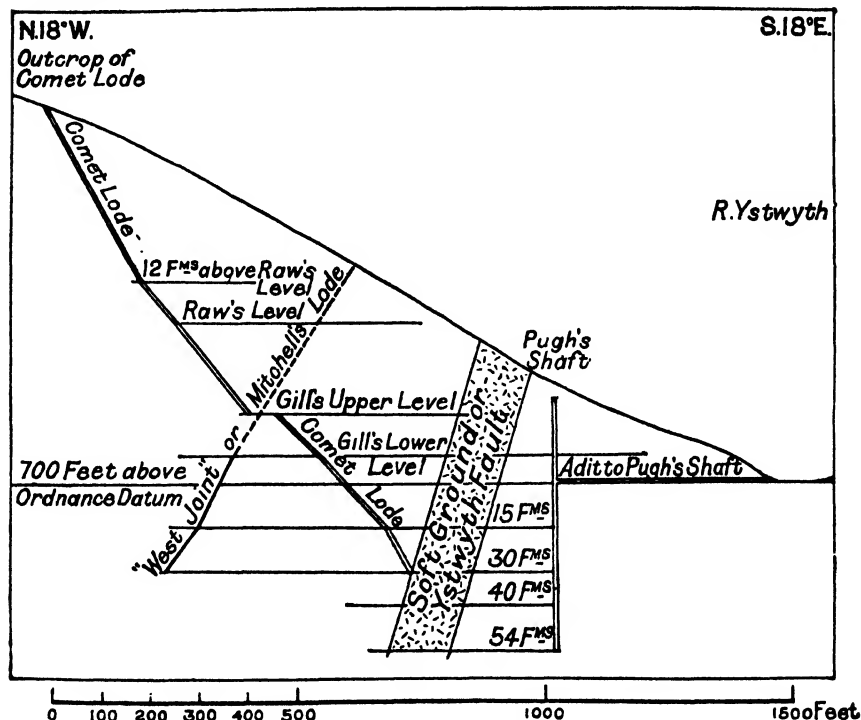 N.18°W.
S.18°E.
Outcrop of
Comet Lode
Comet Lode
R. Ystwyth
12 FMS above Raw's
Level
Raw's Level
"West Joint" or Mitchell's Lode
Pugh's
Shaft
Gill's Upper Level
Comet Lode
Gill's Lower
Level
700 Feet above
Ordnance Datum
Adit to Pugh's Shaft
Soft Ground or
Ystwyth Fault
15 FMS
30 FMS
40 FMS
54 FMS
0 100 200 300 400 500 1000 1500 Feet